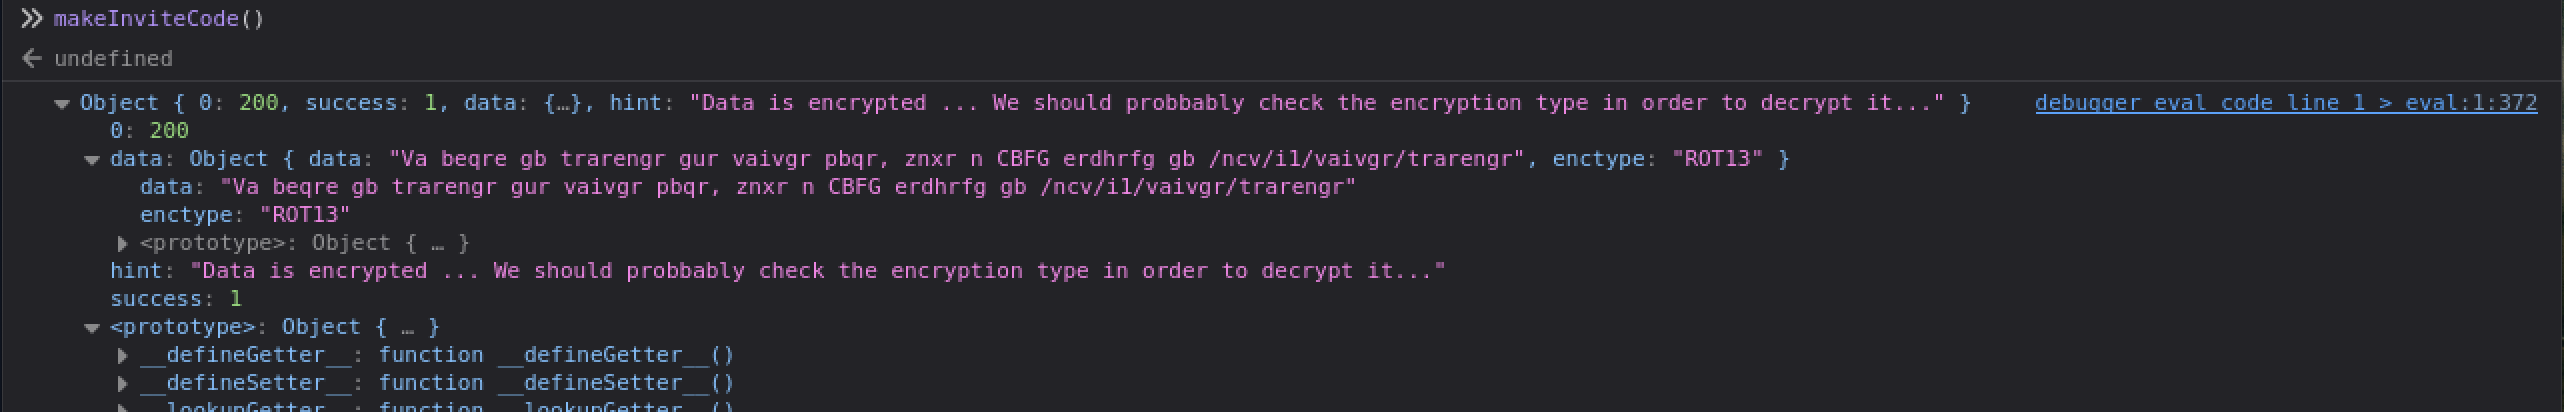 makeInviteCode()
undefined
Object { 0: 200, success: 1, data: {…}, hint: "Data is encrypted ... We should probbably check the encryption type in order to decrypt it..." } debugger eval code line 1 > eval:1:372
0: 200
data: Object { data: "Va beqre gb trarengr gur vaivgr pbqr, znxr n CBFG erdhrfg gb /ncv/i1/vaivgr/trarengr", enctype: "ROT13" }
data: "Va beqre gb trarengr gur vaivgr pbqr, znxr n CBFG erdhrfg gb /ncv/i1/vaivgr/trarengr"
enctype: "ROT13"
<prototype>: Object { … }
hint: "Data is encrypted ... We should probbably check the encryption type in order to decrypt it..."
success: 1
<prototype>: Object { … }
__defineGetter__: function __defineGetter__()
__defineSetter__: function __defineSetter__()
__lookupGetter__: function __lookupGetter__()